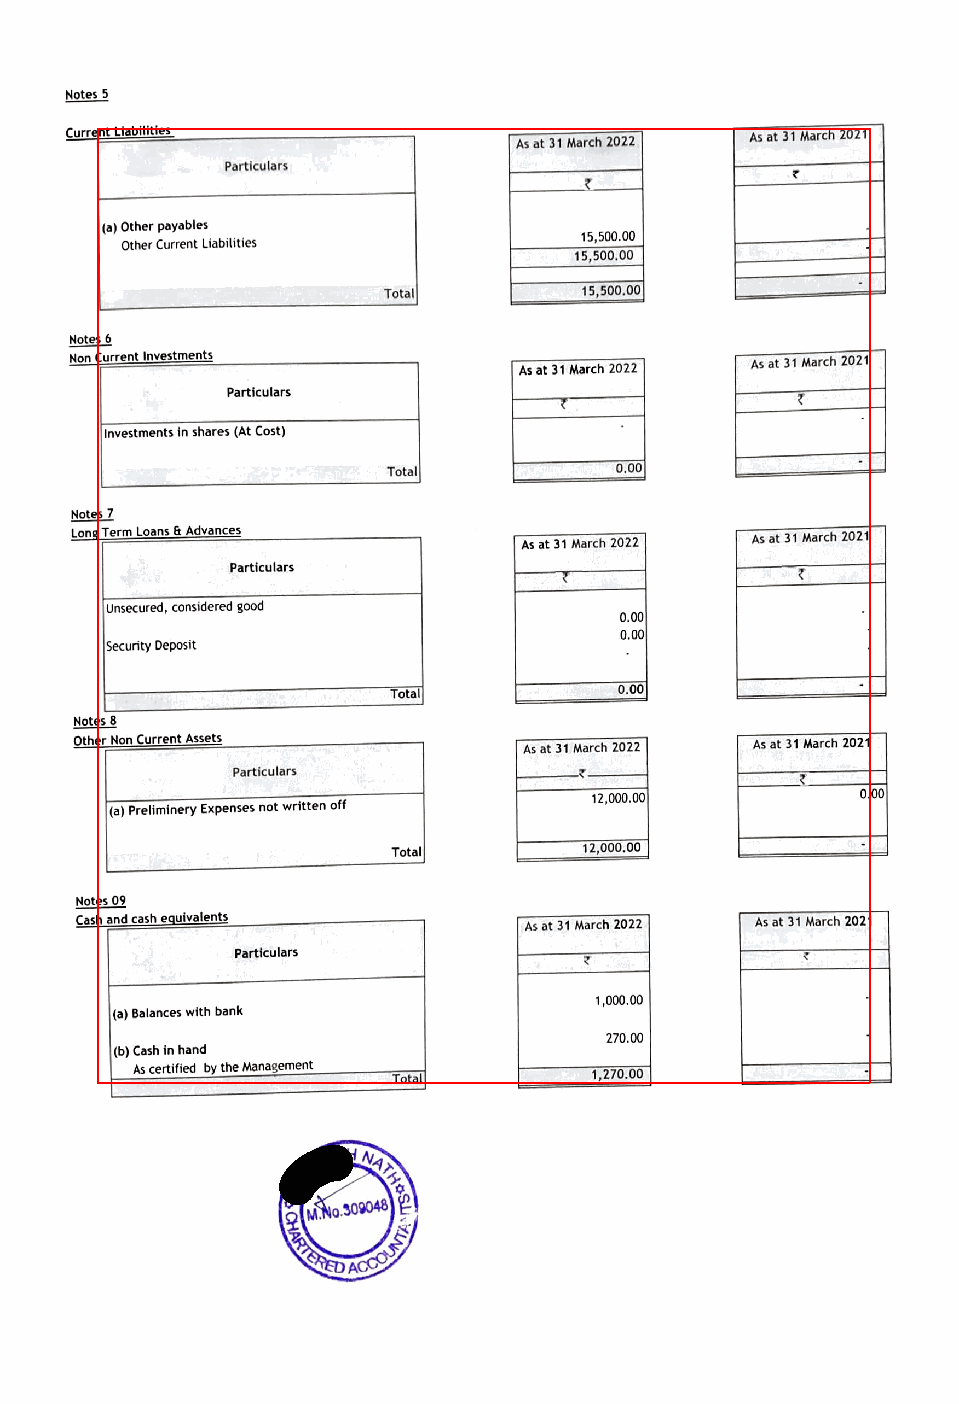 Notes 5
Current Liabilities
Particulars As at 31 March 2022 As at 31 March 2021
₹ ₹
(a) Other payables
Other Current Liabilities 15,500.00 -
15,500.00 -
Total 15,500.00 -
Notes 6
Non Current Investments
Particulars As at 31 March 2022 As at 31 March 2021
₹ ₹
Investments in shares (At Cost) - -
Total 0.00 -
Notes 7
Long Term Loans & Advances
Particulars As at 31 March 2022 As at 31 March 2021
₹ ₹
Unsecured, considered good 0.00 -
0.00 -
Security Deposit - -
Total 0.00 -
Notes 8
Other Non Current Assets
Particulars As at 31 March 2022 As at 31 March 2021
₹ ₹
(a) Preliminery Expenses not written off 12,000.00 0.00
Total 12,000.00 -
Notes 09
Cash and cash equivalents
Particulars As at 31 March 2022 As at 31 March 2021
₹ ₹
(a) Balances with bank 1,000.00 -
(b) Cash in hand 270.00 -
As certified by the Management
Total 1,270.00 -
H NATH
M.No.309048
CHARTERED ACCOUNTANTS